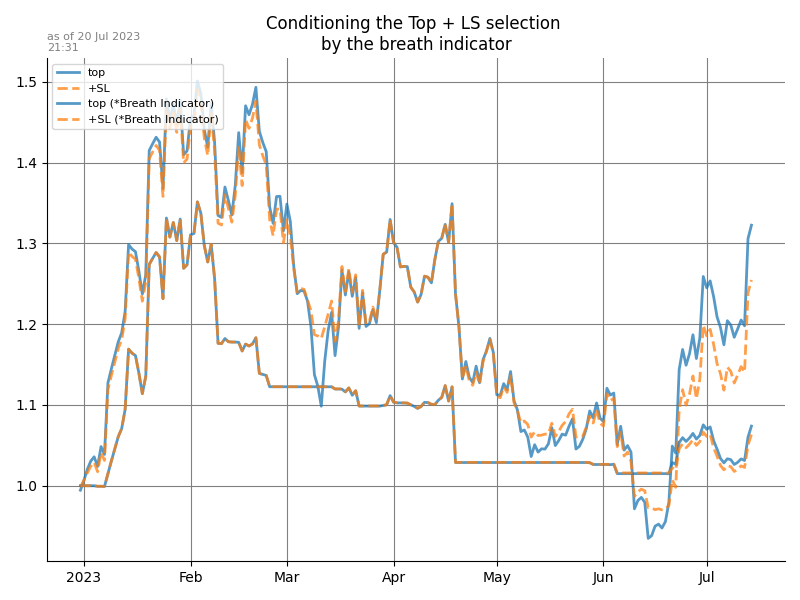 Conditioning the Top + LS selection
by the breath indicator
as of 20 Jul 2023
21:31
top
+SL
top (*Breath Indicator)
+SL (*Breath Indicator)
1.5
1.4
1.3
1.2
1.1
1.0
2023 Feb Mar Apr May Jun Jul